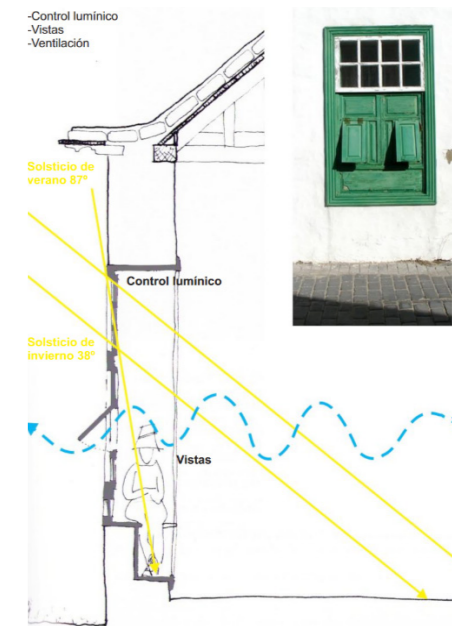 -Control lumínico
-Vistas
-Ventilación
Solsticio de
verano 87º
Control lumínico
Solsticio de
invierno 38º
Vistas